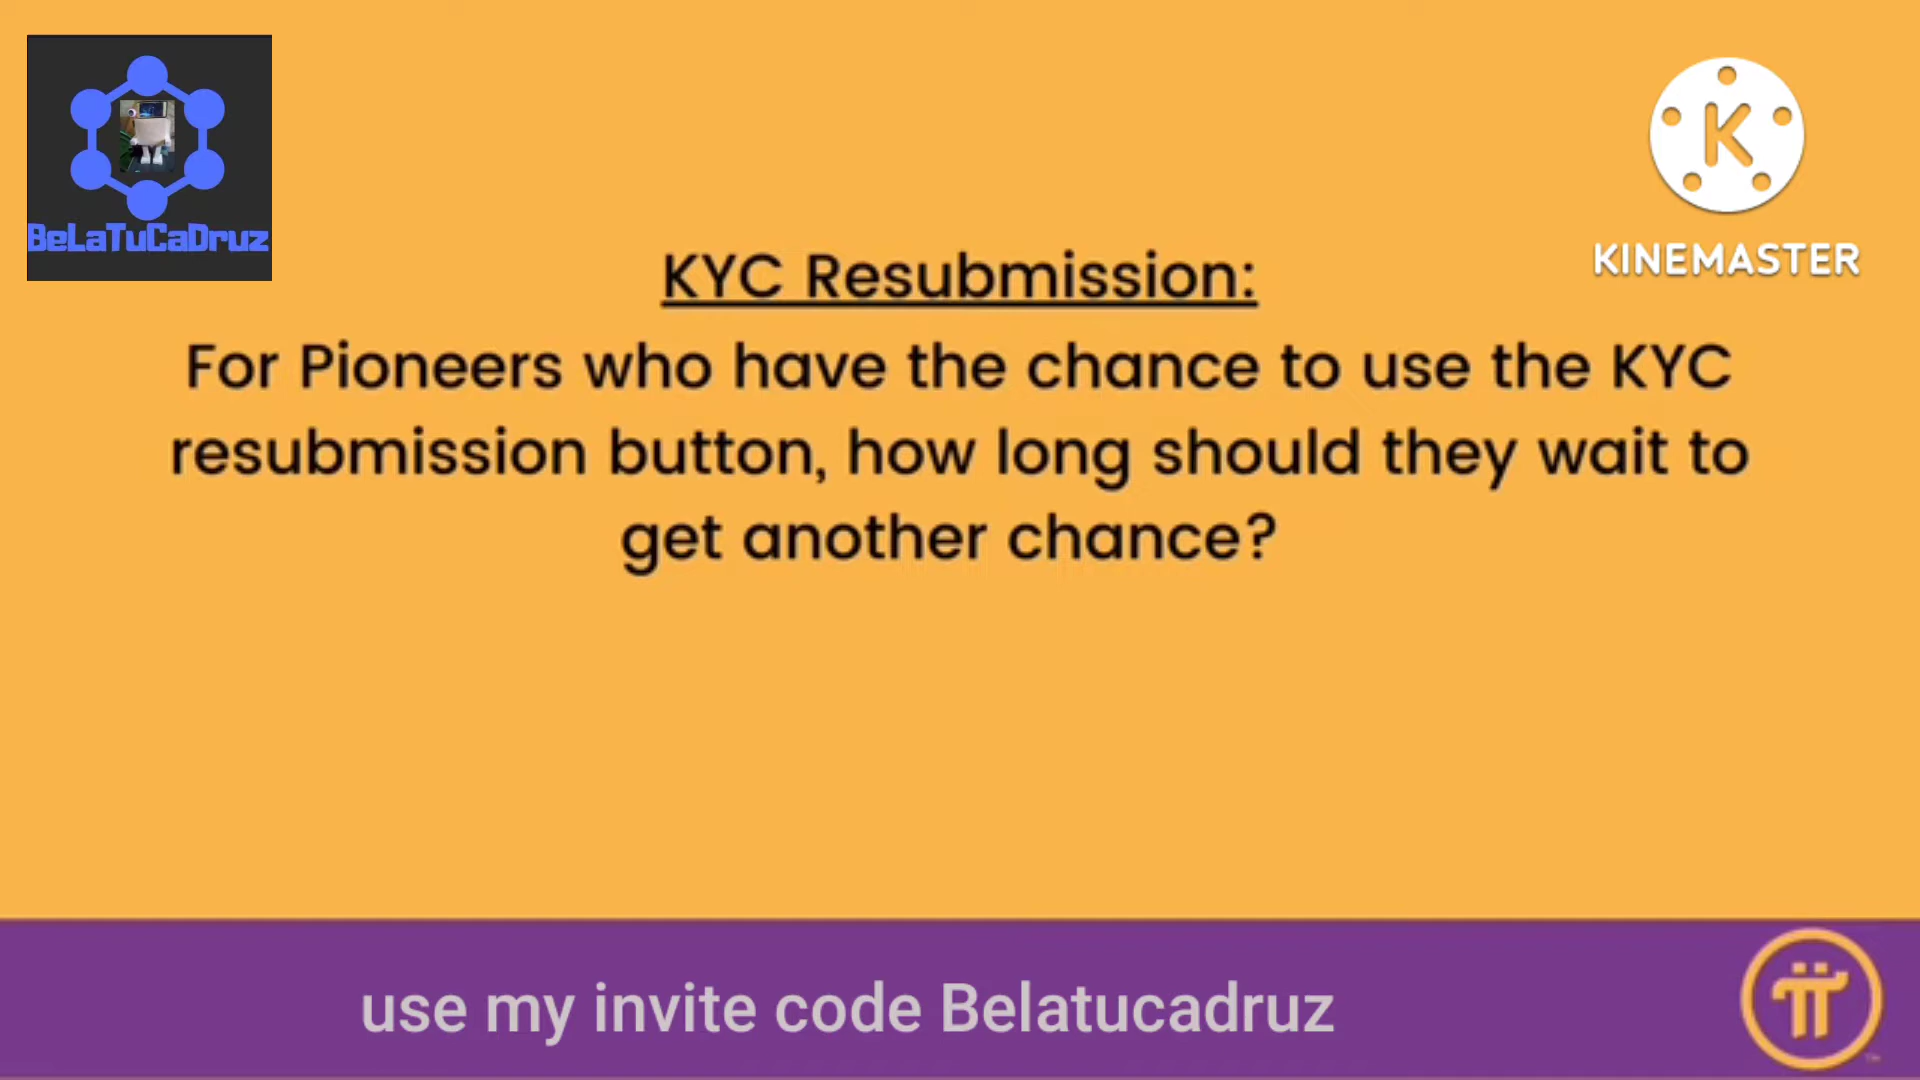 BeLaTuCaDruz
K
KINEMASTER
KYC Resubmission:
For Pioneers who have the chance to use the KYC
resubmission button, how long should they wait to
get another chance?
use my invite code Belatucadruz